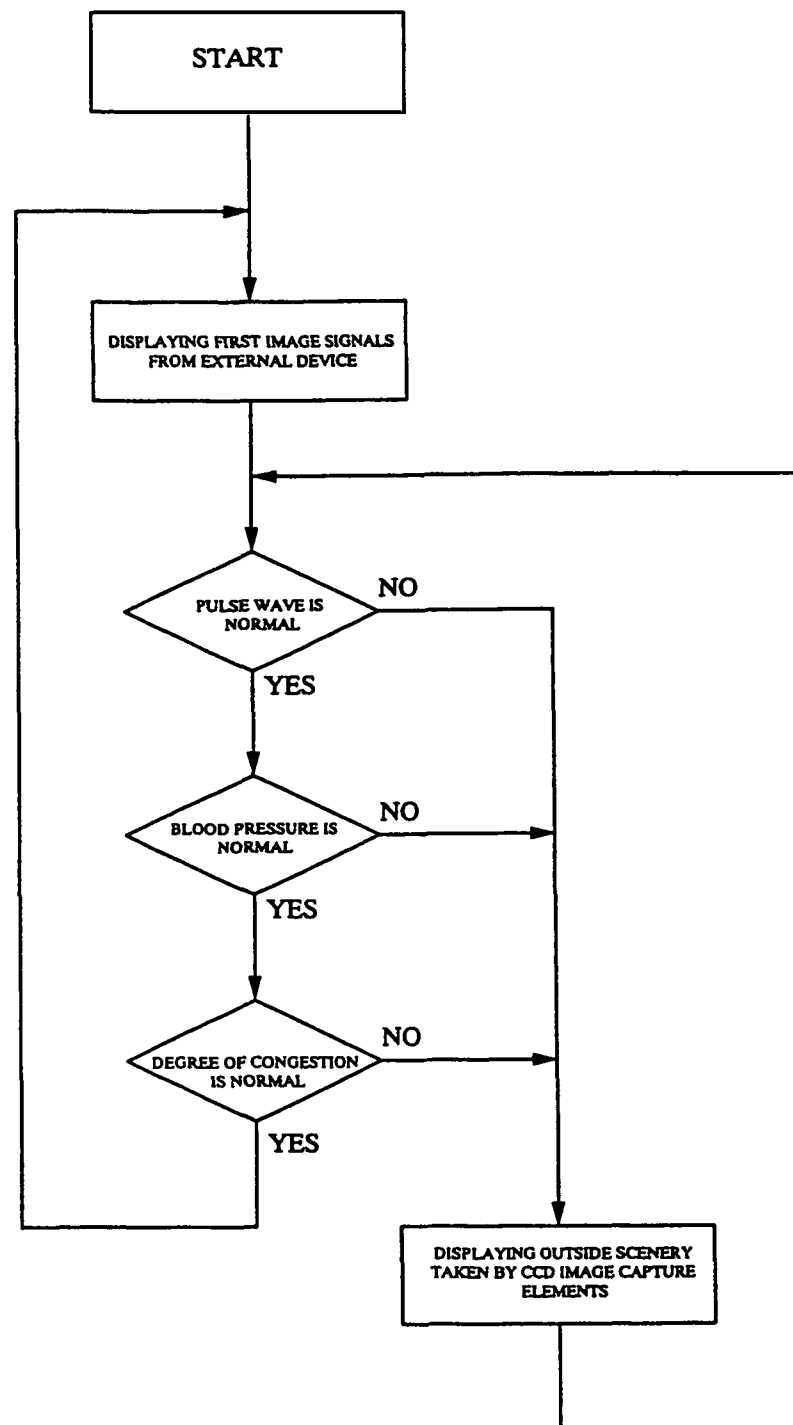 START
DISPLAYING FIRST IMAGE SIGNALS
FROM EXTERNAL DEVICE
NO
PULSE WAVE IS
NORMAL
YES
NO
BLOOD PRESSURE IS
NORMAL
YES
NO
DEGREE OF CONGESTION
IS NORMAL
YES
DISPLAYING OUTSIDE SCENERY
TAKEN BY CCD IMAGE CAPTURE
ELEMENTS